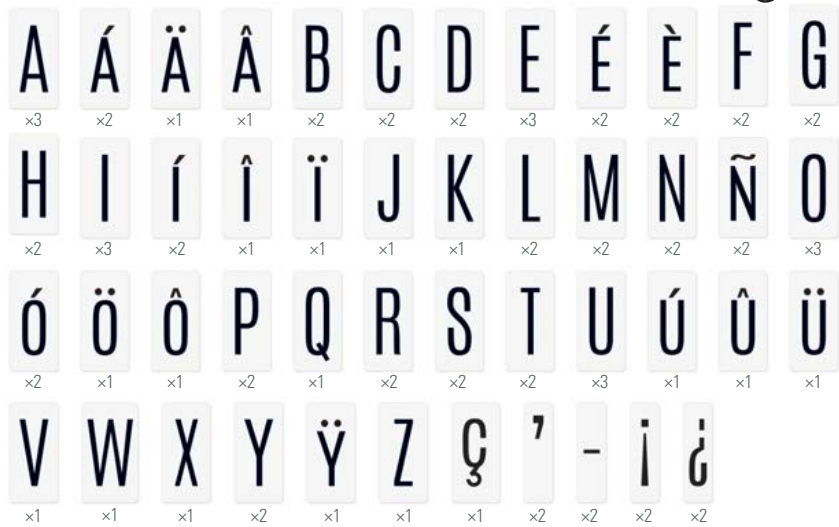 A Á Ä Â B C D E É È F G
×3 ×2 ×1 ×1 ×2 ×2 ×2 ×3 ×2 ×2 ×2 ×2
H I Í Î Ï J K L M N Ñ O
×2 ×3 ×2 ×1 ×1 ×1 ×1 ×2 ×2 ×2 ×2 ×3
Ó Ö Ô P Q R S T U Ú Û Ü
×2 ×1 ×1 ×2 ×1 ×2 ×2 ×2 ×3 ×1 ×1 ×1
V W X Y Ÿ Z Ç ’ - ¡ ¿
×1 ×1 ×1 ×2 ×1 ×1 ×1 ×2 ×2 ×2 ×2